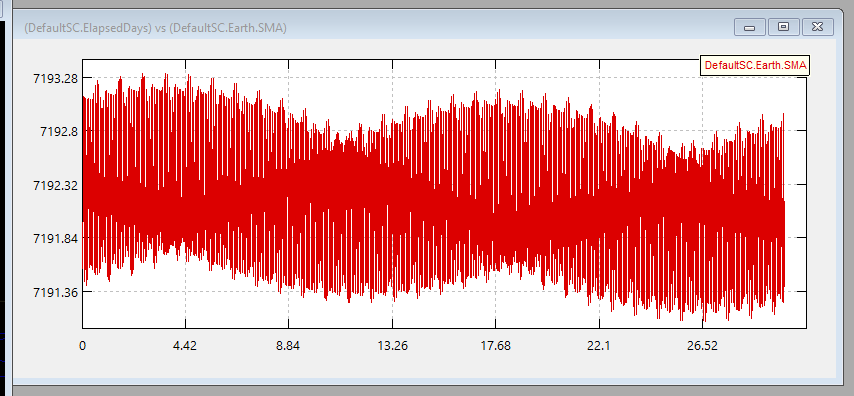 (DefaultSC.ElapsedDays) vs (DefaultSC.Earth.SMA)
DefaultSC.Earth.SMA
7193.28
7192.8
7192.32
7191.84
7191.36
0 4.42 8.84 13.26 17.68 22.1 26.52